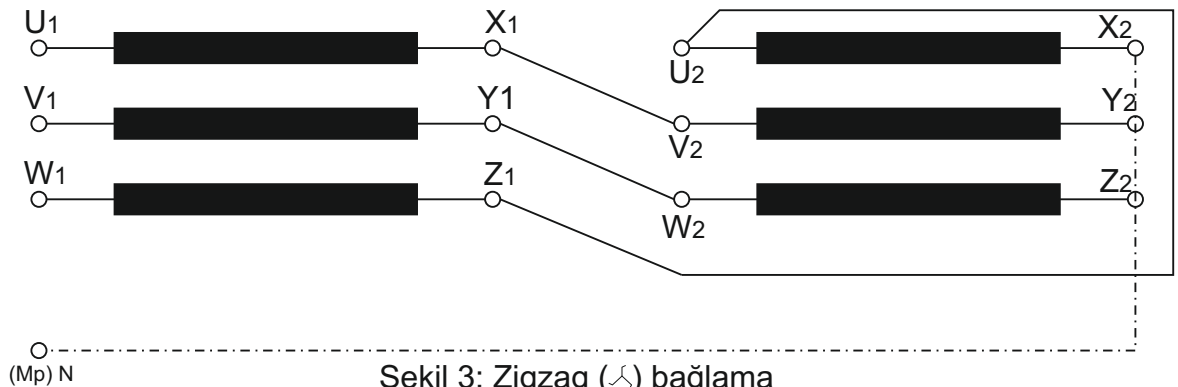 U1 X1 U2 X2
V1 Y1 V2 Y2
W1 Z1 W2 Z2
(Mp) N
Şekil 3: Zigzag () bağlama